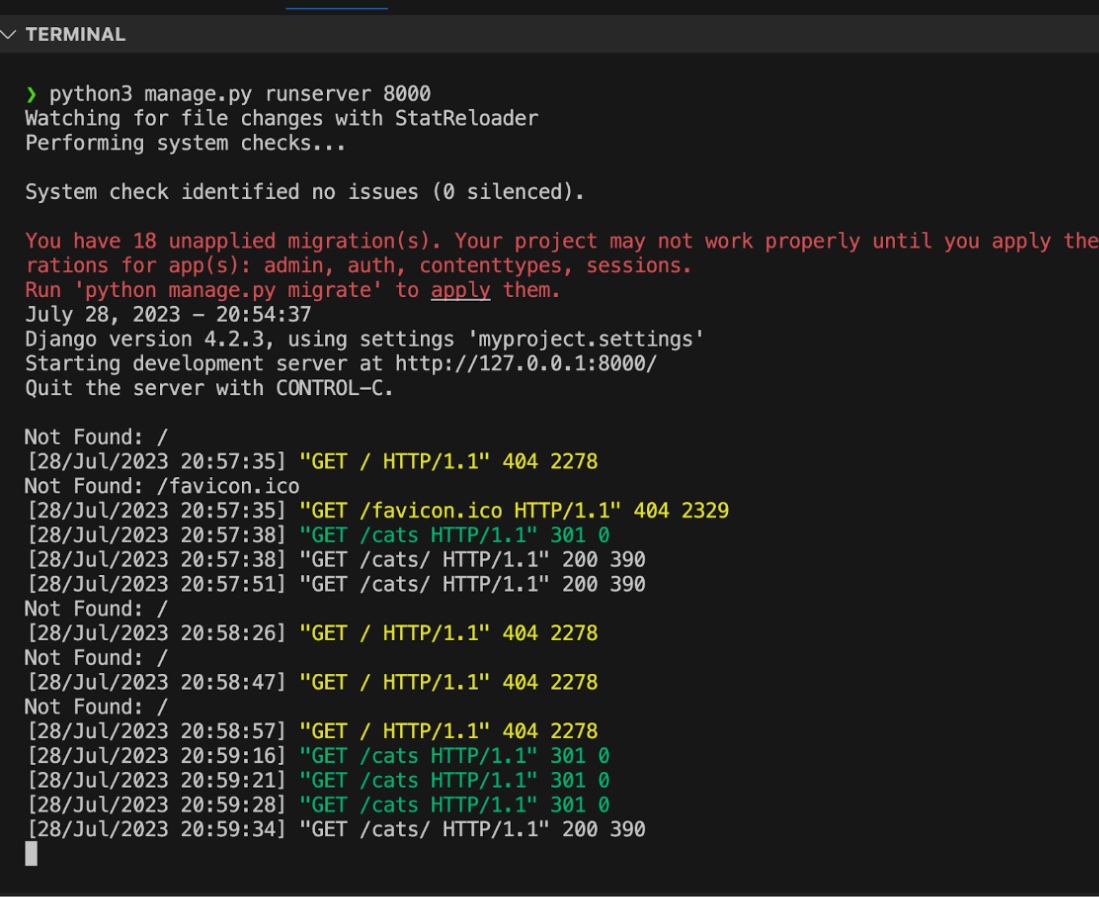 TERMINAL
❯ python3 manage.py runserver 8000
Watching for file changes with StatReloader
Performing system checks...
System check identified no issues (0 silenced).
You have 18 unapplied migration(s). Your project may not work properly until you apply the
rations for app(s): admin, auth, contenttypes, sessions.
Run 'python manage.py migrate' to apply them.
July 28, 2023 - 20:54:37
Django version 4.2.3, using settings 'myproject.settings'
Starting development server at http://127.0.0.1:8000/
Quit the server with CONTROL-C.
Not Found: /
[28/Jul/2023 20:57:35] "GET / HTTP/1.1" 404 2278
Not Found: /favicon.ico
[28/Jul/2023 20:57:35] "GET /favicon.ico HTTP/1.1" 404 2329
[28/Jul/2023 20:57:38] "GET /cats HTTP/1.1" 301 0
[28/Jul/2023 20:57:38] "GET /cats/ HTTP/1.1" 200 390
[28/Jul/2023 20:57:51] "GET /cats/ HTTP/1.1" 200 390
Not Found: /
[28/Jul/2023 20:58:26] "GET / HTTP/1.1" 404 2278
Not Found: /
[28/Jul/2023 20:58:47] "GET / HTTP/1.1" 404 2278
Not Found: /
[28/Jul/2023 20:58:57] "GET / HTTP/1.1" 404 2278
[28/Jul/2023 20:59:16] "GET /cats HTTP/1.1" 301 0
[28/Jul/2023 20:59:21] "GET /cats HTTP/1.1" 301 0
[28/Jul/2023 20:59:28] "GET /cats HTTP/1.1" 301 0
[28/Jul/2023 20:59:34] "GET /cats/ HTTP/1.1" 200 390